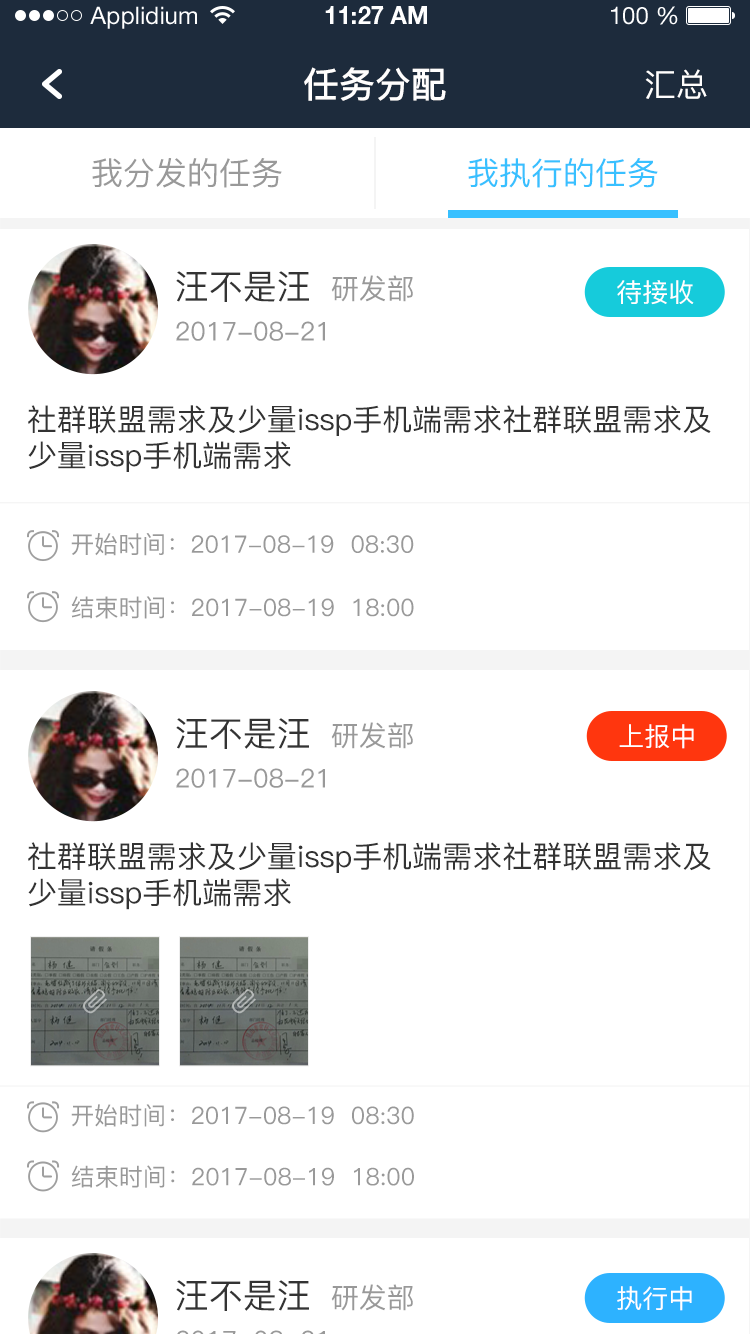 Applidium 11:27 AM 100 %
任务分配 汇总
我分发的任务 我执行的任务
汪不是汪 研发部 待接收
2017-08-21
社群联盟需求及少量issp手机端需求社群联盟需求及
少量issp手机端需求
开始时间: 2017-08-19 08:30
结束时间: 2017-08-19 18:00
汪不是汪 研发部 上报中
2017-08-21
社群联盟需求及少量issp手机端需求社群联盟需求及
少量issp手机端需求
开始时间: 2017-08-19 08:30
结束时间: 2017-08-19 18:00
汪不是汪 研发部 执行中